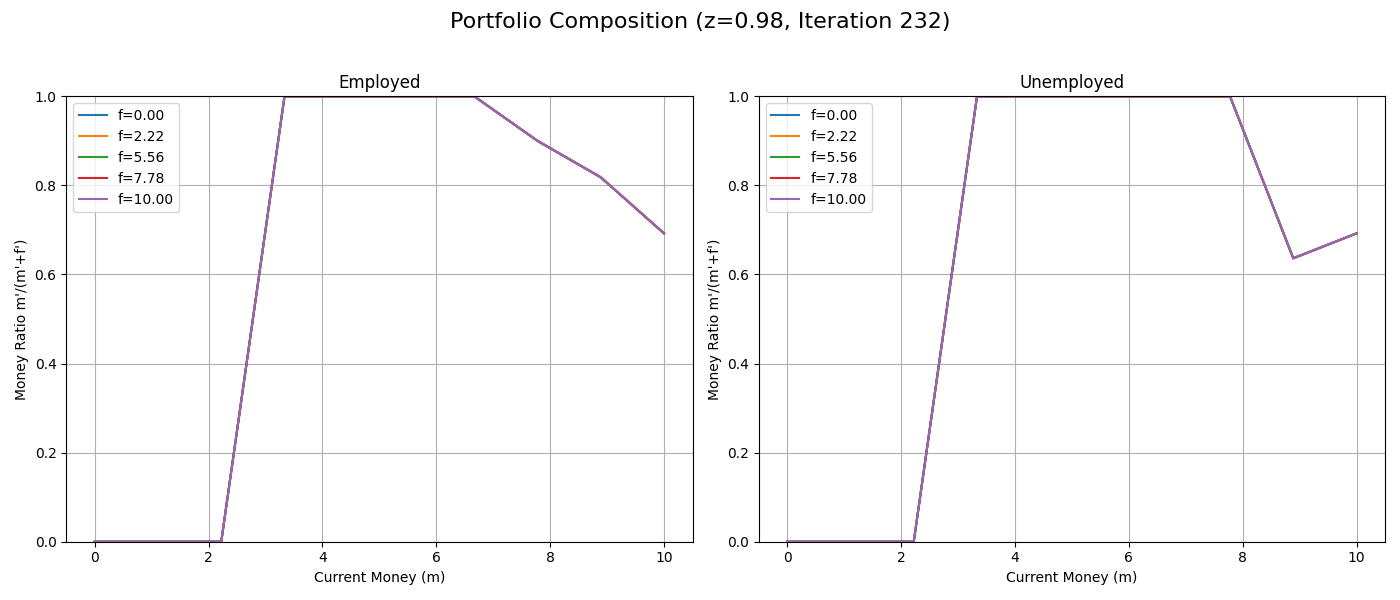 Portfolio Composition (z=0.98, Iteration 232)
Employed
Money Ratio m'/(m'+f')
1.0
0.8
0.6
0.4
0.2
0.0
f=0.00
f=2.22
f=5.56
f=7.78
f=10.00
0 2 4 6 8 10
Current Money (m)
Unemployed
Money Ratio m'/(m'+f')
1.0
0.8
0.6
0.4
0.2
0.0
f=0.00
f=2.22
f=5.56
f=7.78
f=10.00
0 2 4 6 8 10
Current Money (m)